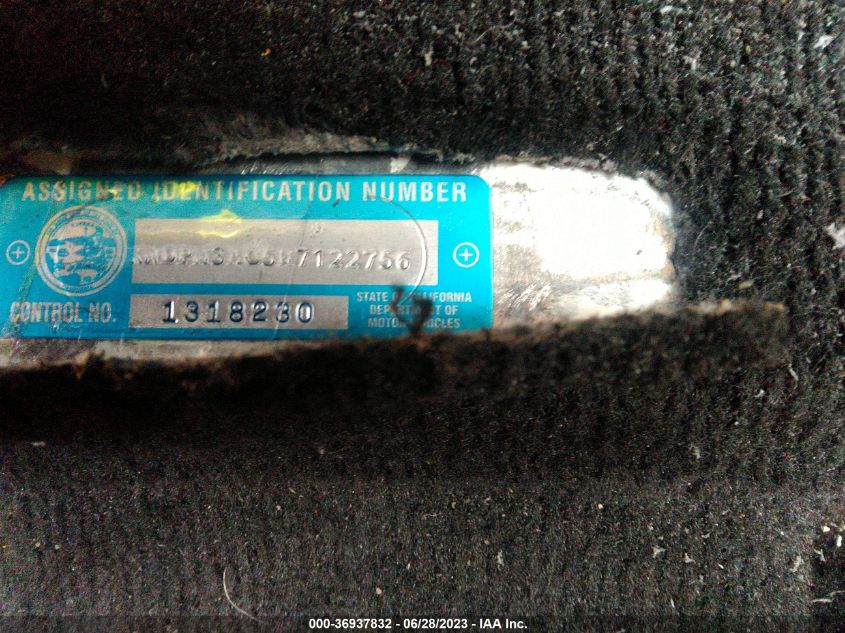 ASSIGNED IDENTIFICATION NUMBER
CONTROL NO.
1318230
STATE OF CALIFORNIA
DEPARTMENT OF
MOTOR VEHICLES
000-36937832 - 06/28/2023 - IAA Inc.